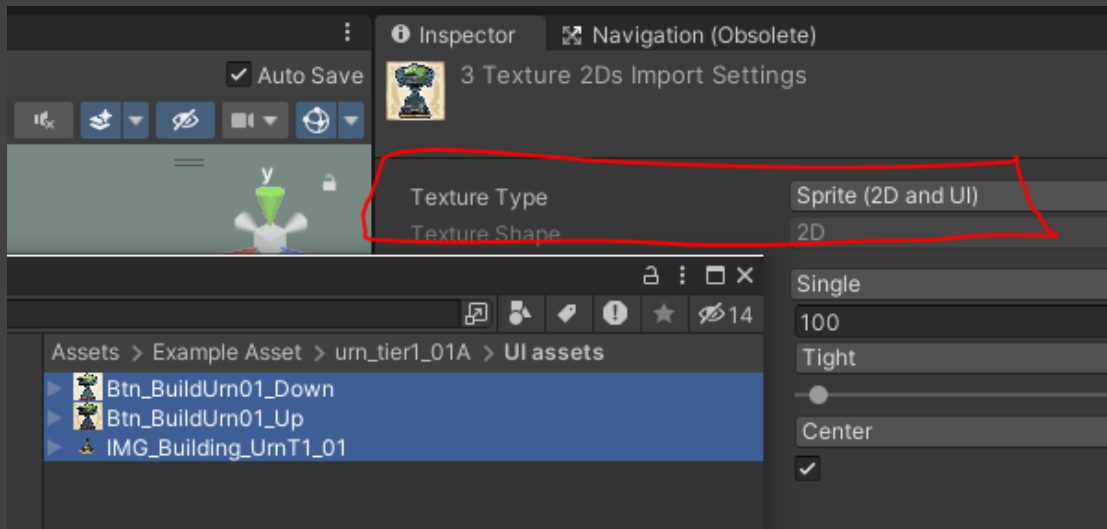 Inspector
Navigation (Obsolete)
Auto Save
3 Texture 2Ds Import Settings
y
Texture Type
Sprite (2D and UI)
Texture Shape
2D
Single
100
Tight
Center
14
Assets > Example Asset > urn_tier1_01A > UI assets
Btn_BuildUrn01_Down
Btn_BuildUrn01_Up
IMG_Building_UrnT1_01